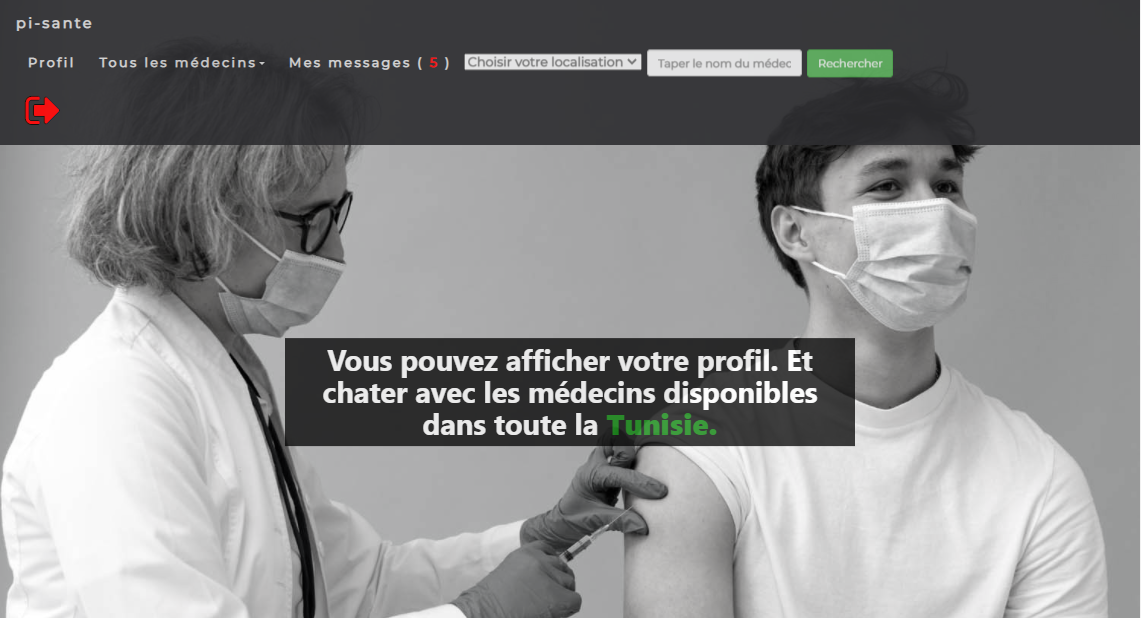 pi-sante
Profil Tous les médecins Mes messages ( 5 ) Choisir votre localisation Taper le nom du médec Rechercher
Vous pouvez afficher votre profil. Et
chater avec les médecins disponibles
dans toute la Tunisie.